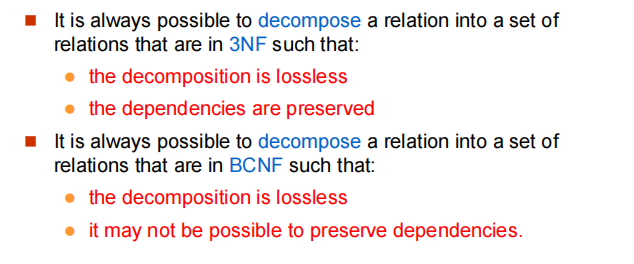 It is always possible to decompose a relation into a set of
relations that are in 3NF such that:
the decomposition is lossless
the dependencies are preserved
It is always possible to decompose a relation into a set of
relations that are in BCNF such that:
the decomposition is lossless
it may not be possible to preserve dependencies.